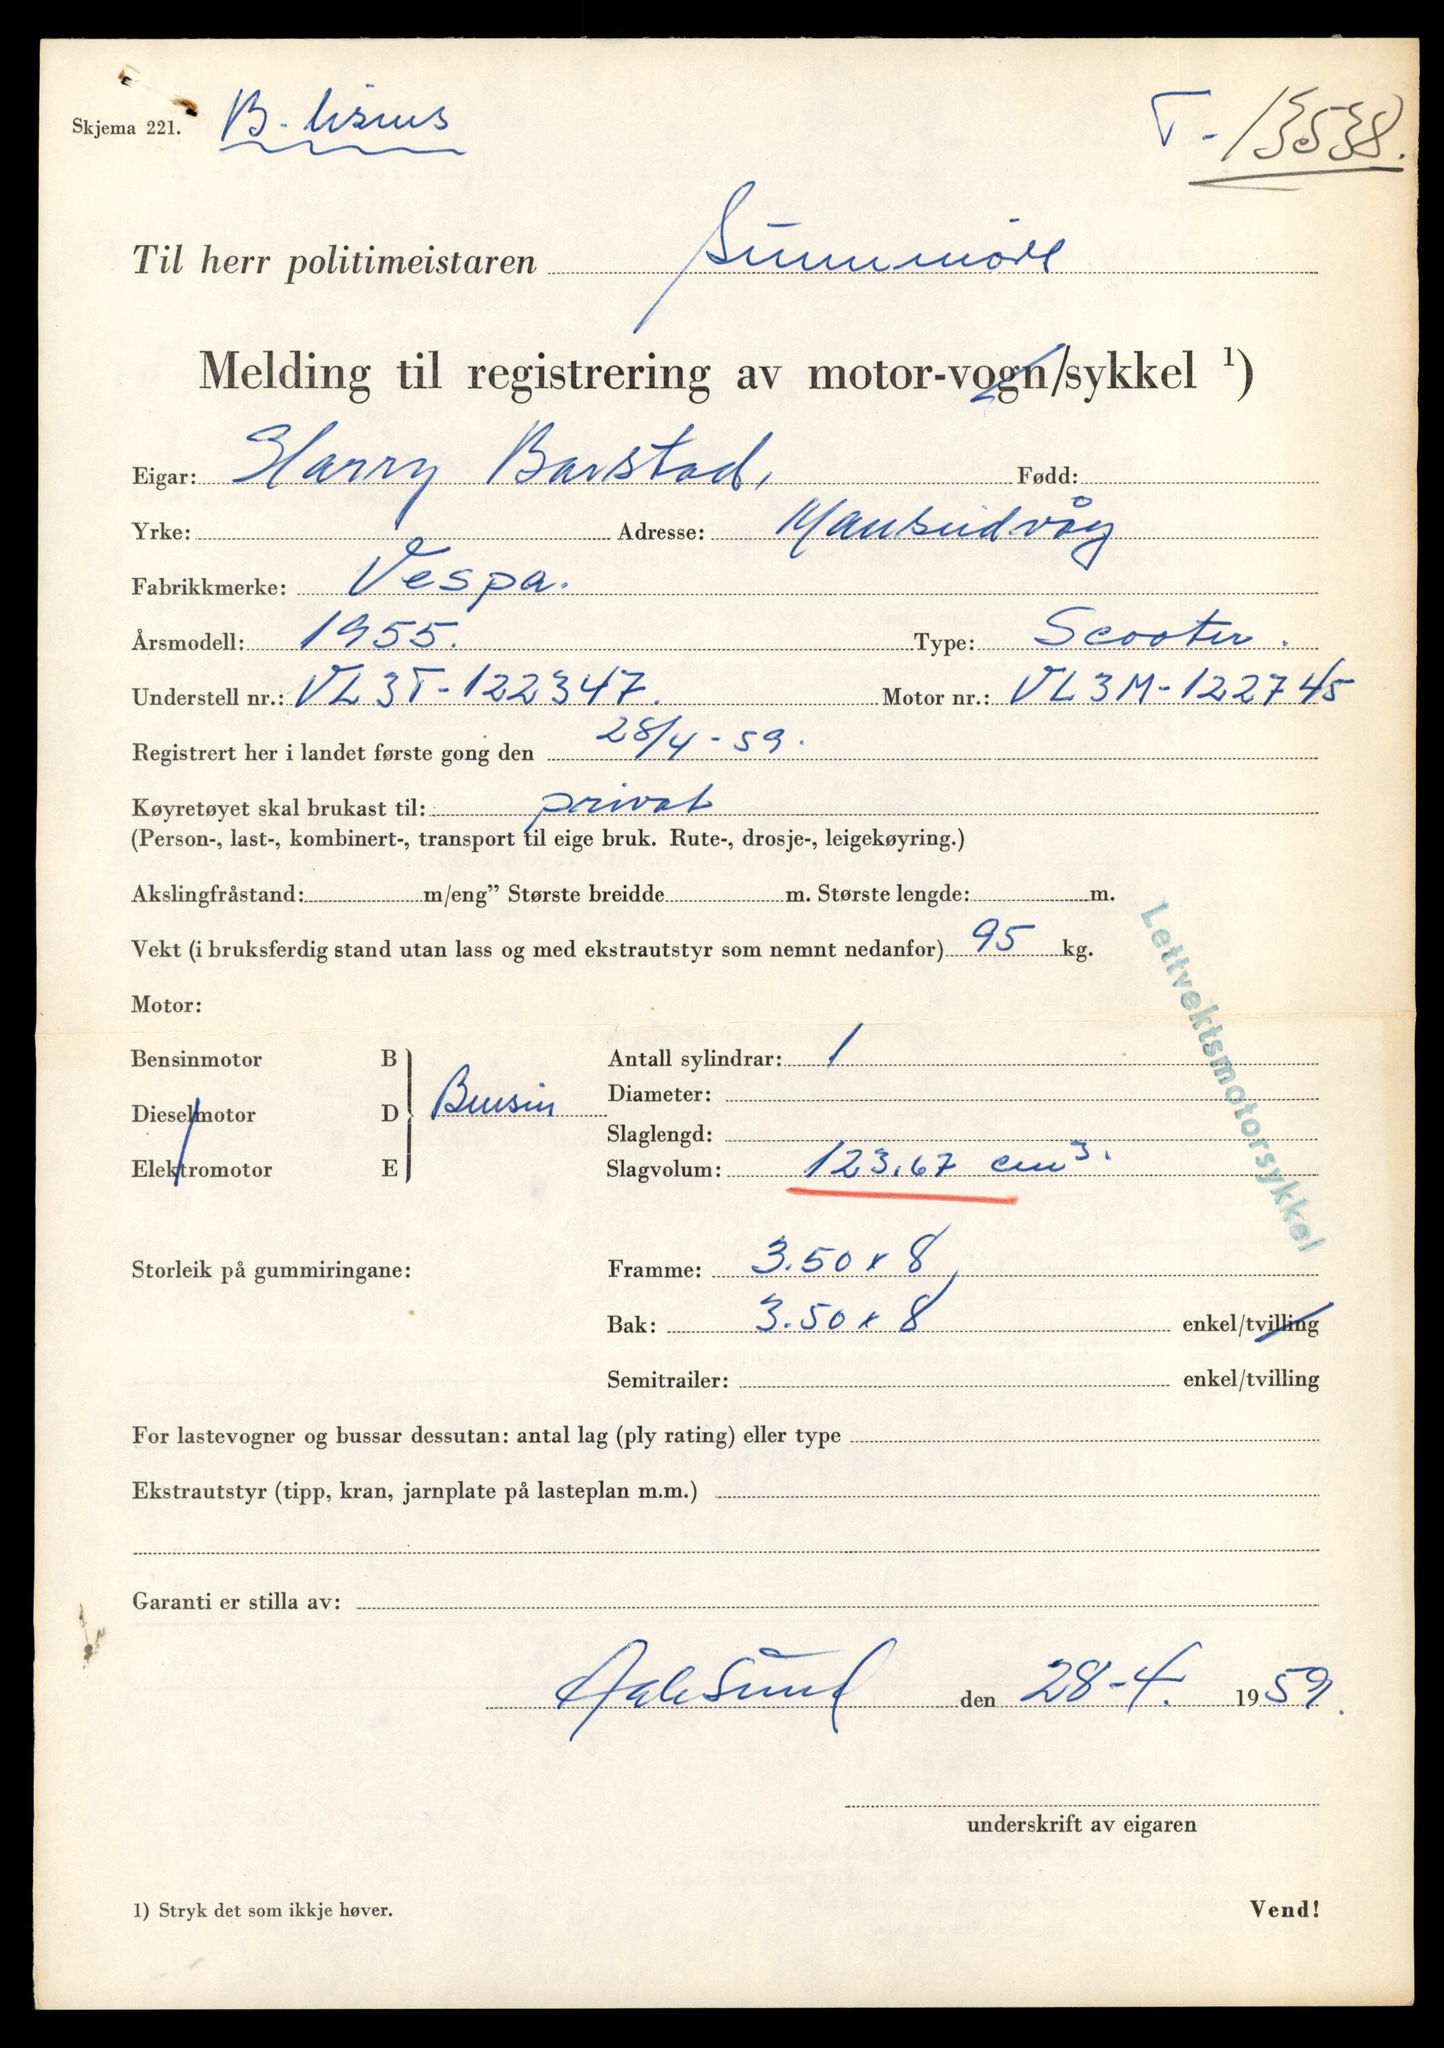 Skjema 221. B- lisens
T-13538.
Til herr politimeistaren Sunnmöre
Melding til registrering av motor-vogn/sykkel 1)
Eigar: Harry Barstad, Fødd:
Yrke: Adresse: Mauseidvåg
Fabrikkmerke: Vespa.
Årsmodell: 1955. Type: Scooter.
Understell nr.: VL3T-122347. Motor nr.: VL3M-122745
Registrert her i landet første gong den 28/4-59.
Køyretøyet skal brukast til: privat
(Person-, last-, kombinert-, transport til eige bruk. Rute-, drosje-, leigekøyring.)
Akslingfråstand: m/eng" Største breidde m. Største lengde: m.
Vekt (i bruksferdig stand utan lass og med ekstrautstyr som nemnt nedanfor) 95 kg.
Lettvektsmotorsykkel
Motor:
Bensinmotor B Antall sylindrar: 1
Diameter:
Dieselmotor D Bensin
Slaglengd:
Elektromotor E Slagvolum: 123.67 cm³.
Storleik på gummiringane: Framme: 3.50 x 8
Bak: 3.50 x 8 enkel/tvilling
Semitrailer: enkel/tvilling
For lastevogner og bussar dessutan: antal lag (ply rating) eller type
Ekstrautstyr (tipp, kran, jarnplate på lasteplan m.m.)
Garanti er stilla av:
Aalesund den 28-4. 1959.
underskrift av eigaren
1) Stryk det som ikkje høver. Vend!